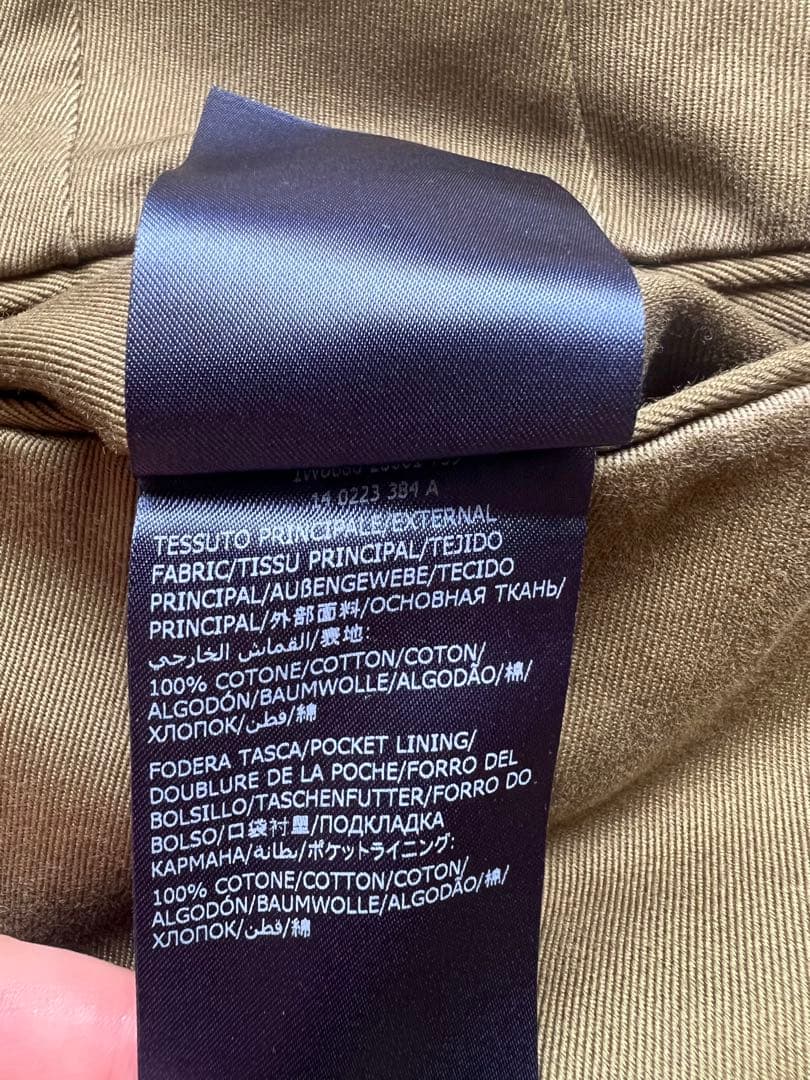 14 0223 384 A
TESSUTO PRINCIPALE/EXTERNAL
FABRIC/TISSU PRINCIPAL/TEJIDO
PRINCIPAL/AUßENGEWEBE/TECIDO
PRINCIPAL/外部面料/ОСНОВНАЯ ТКАНЬ/
القماش الخارجي/表地:
100% COTONE/COTTON/COTON/
ALGODÓN/BAUMWOLLE/ALGODÃO/棉/
ХЛОПОК/قطن/綿
FODERA TASCA/POCKET LINING/
DOUBLURE DE LA POCHE/FORRO DEL
BOLSILLO/TASCHENFUTTER/FORRO DO
BOLSO/口袋衬里/ПОДКЛАДКА
КАРМАНА/بطانة/ポケットライニング:
100% COTONE/COTTON/COTON/
ALGODÓN/BAUMWOLLE/ALGODÃO/棉/
ХЛОПОК/قطن/綿